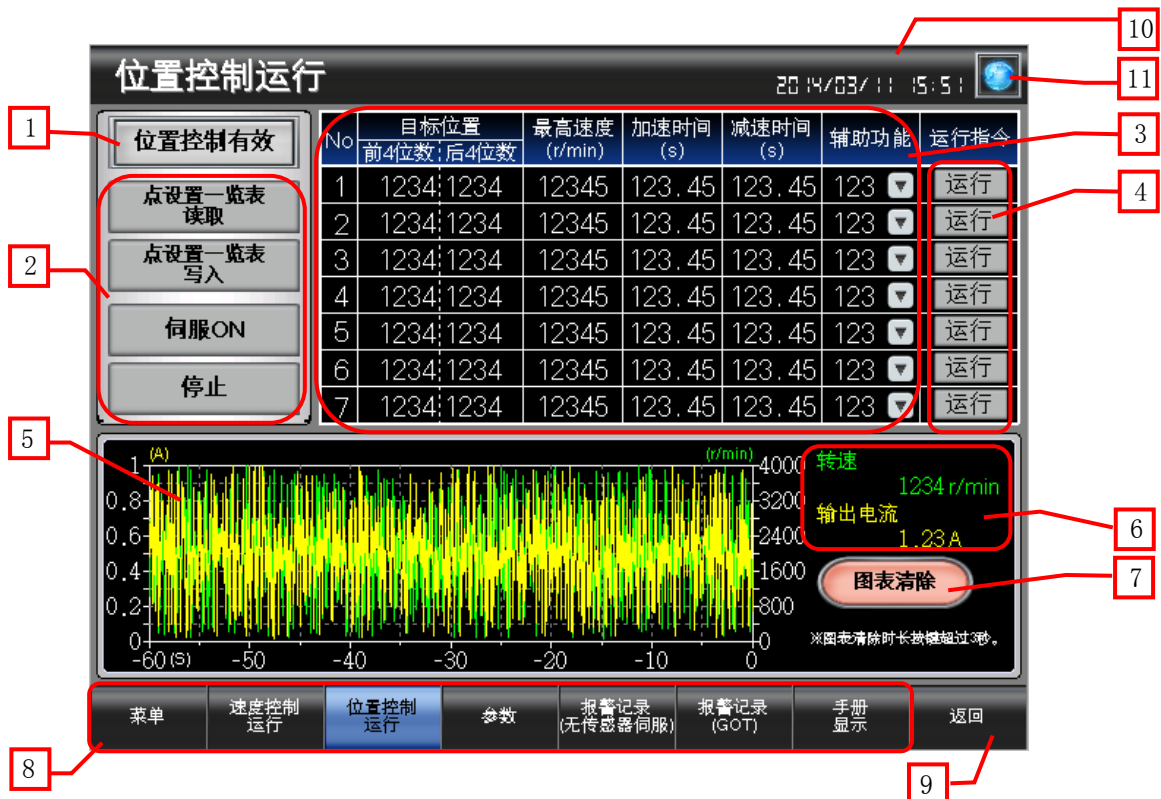 10
位置控制运行
2014/03/11 15:51
11
1
位置控制有效
No
目标位置
前4位数 后4位数
最高速度
(r/min)
加速时间
(s)
减速时间
(s)
辅助功能
运行指令
3
点设置一览表
读取
点设置一览表
写入
伺服ON
停止
2
1 1234 1234 12345 123.45 123.45 123 运行
2 1234 1234 12345 123.45 123.45 123 运行
3 1234 1234 12345 123.45 123.45 123 运行
4 1234 1234 12345 123.45 123.45 123 运行
5 1234 1234 12345 123.45 123.45 123 运行
6 1234 1234 12345 123.45 123.45 123 运行
7 1234 1234 12345 123.45 123.45 123 运行
4
5
(A)
1
0.8
0.6
0.4
0.2
0
(r/min)
4000
3200
2400
1600
800
0
-60 (S) -50 -40 -30 -20 -10 0
转速
1234 r/min
输出电流
1.23 A
6
图表清除
7
※图表清除时长按键超过3秒。
菜单
速度控制
运行
位置控制
运行
参数
报警记录
(无传感器伺服)
报警记录
(GOT)
手册
显示
返回
8
9